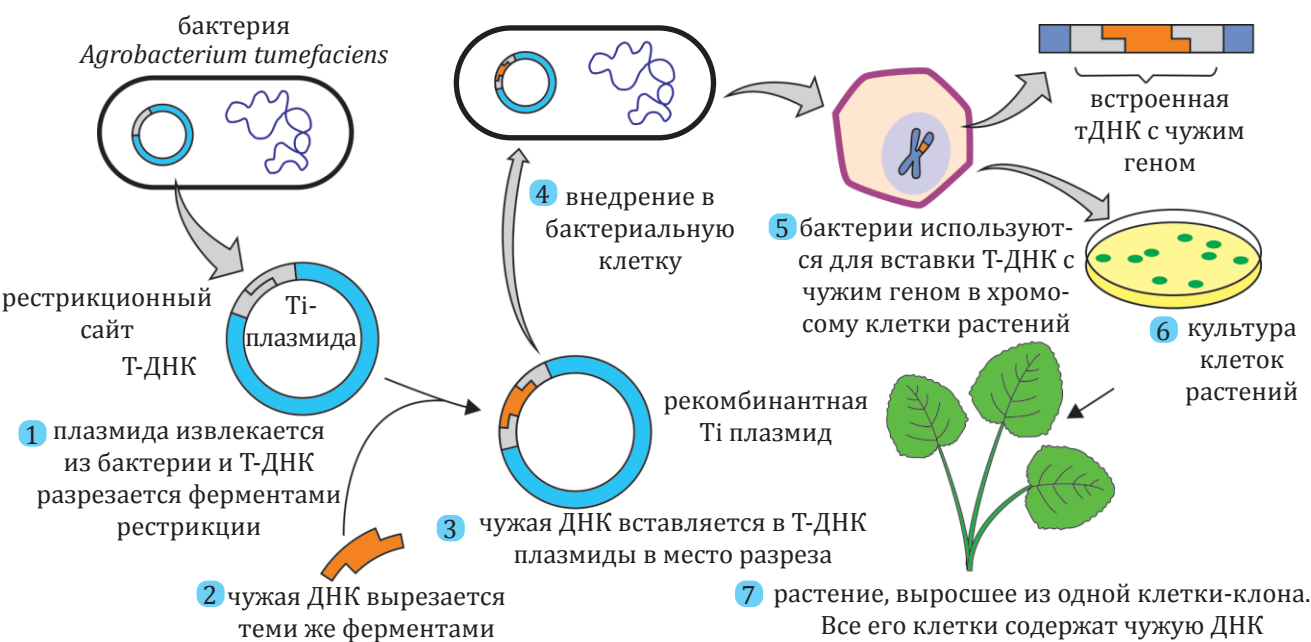 бактерия
Agrobacterium tumefaciens
рестрикционный
сайт
Т-ДНК
Ti-
плазмида
1 плазмида извлекается
из бактерии и Т-ДНК
разрезается ферментами
рестрикции
2 чужая ДНК вырезается
теми же ферментами
3 чужая ДНК вставляется в Т-ДНК
плазмиды в место разреза
рекомбинантная
Ti плазмид
4 внедрение в
бактериальную
клетку
5 бактерии используют-
ся для вставки Т-ДНК с
чужим геном в хромо-
сому клетки растений
встроенная
тДНК с чужим
геном
6 культура
клеток
растений
7 растение, выросшее из одной клетки-клона.
Все его клетки содержат чужую ДНК